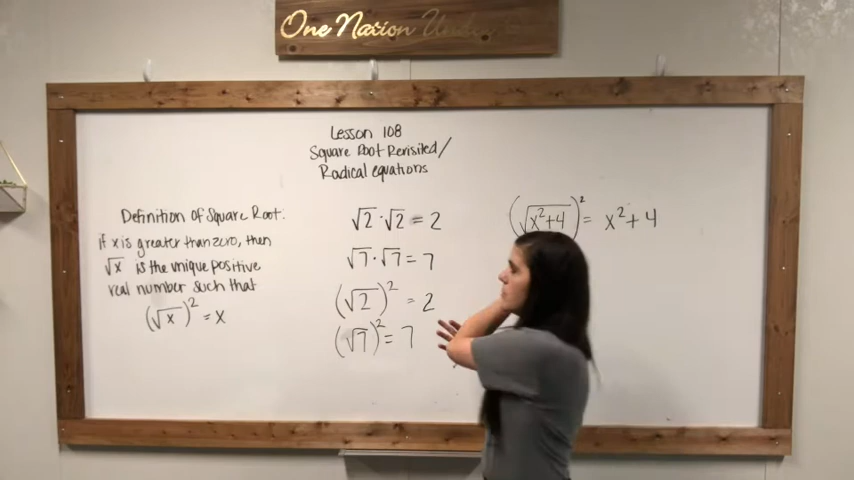 One Nation Under
Lesson 108
Square Root Revisited/
Radical equations
Definition of Square Root:
if x is greater than zero, then
√x is the unique positive
real number such that
(√x)² = x
√2 · √2 = 2
√7 · √7 = 7
(√2)² = 2
(√7)² = 7
(√x²+4)² = x²+4